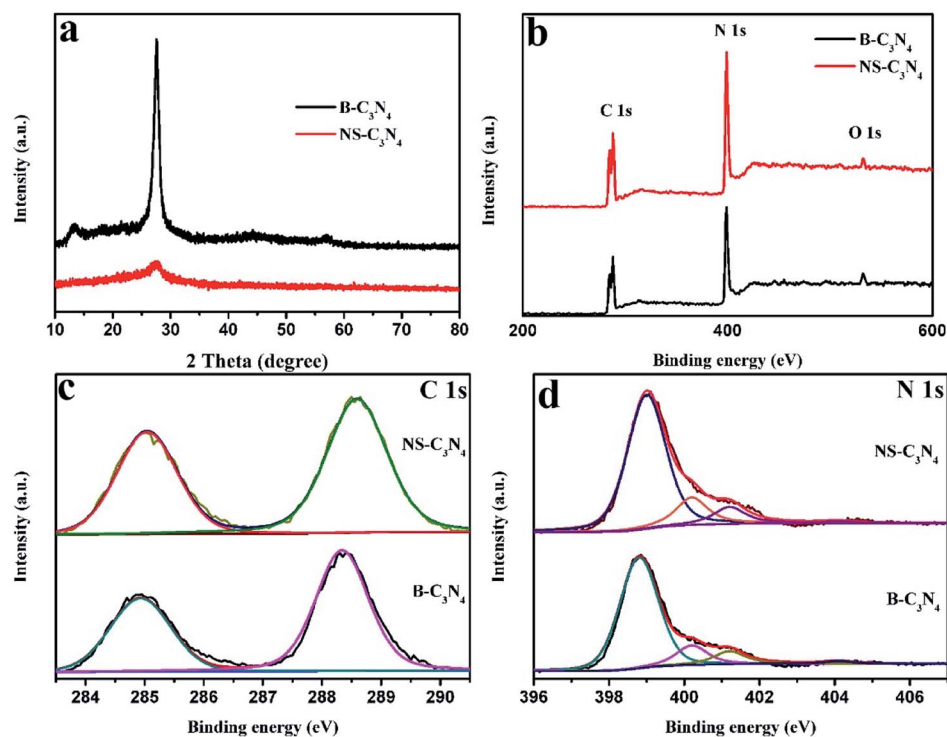 a
B-C₃N₄
NS-C₃N₄
Intensity (a.u.)
10 20 30 40 50 60 70 80
2 Theta (degree)
b
B-C₃N₄
NS-C₃N₄
N 1s
C 1s
O 1s
Intensity (a.u.)
200 400 600
Binding energy (eV)
c
C 1s
NS-C₃N₄
B-C₃N₄
Intensity (a.u.)
284 285 286 287 288 289 290
Binding energy (eV)
d
N 1s
NS-C₃N₄
B-C₃N₄
Intensity (a.u.)
396 398 400 402 404 406
Binding energy (eV)